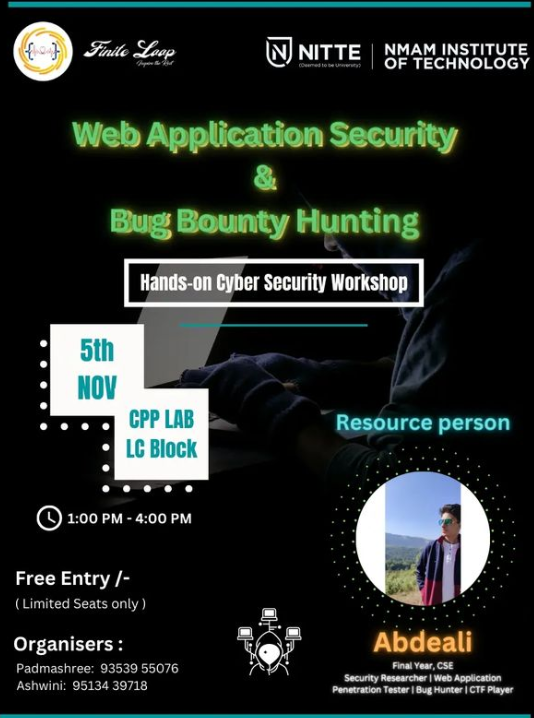 Finite Loop
Inspire the Rest
NITTE
(Deemed to be University)
NMAM INSTITUTE
OF TECHNOLOGY
Web Application Security
&
Bug Bounty Hunting
Hands-on Cyber Security Workshop
5th
NOV
CPP LAB
LC Block
1:00 PM - 4:00 PM
Resource person
Free Entry /-
( Limited Seats only )
Organisers :
Padmashree: 93539 55076
Ashwini: 95134 39718
Abdeali
Final Year, CSE
Security Researcher | Web Application
Penetration Tester | Bug Hunter | CTF Player